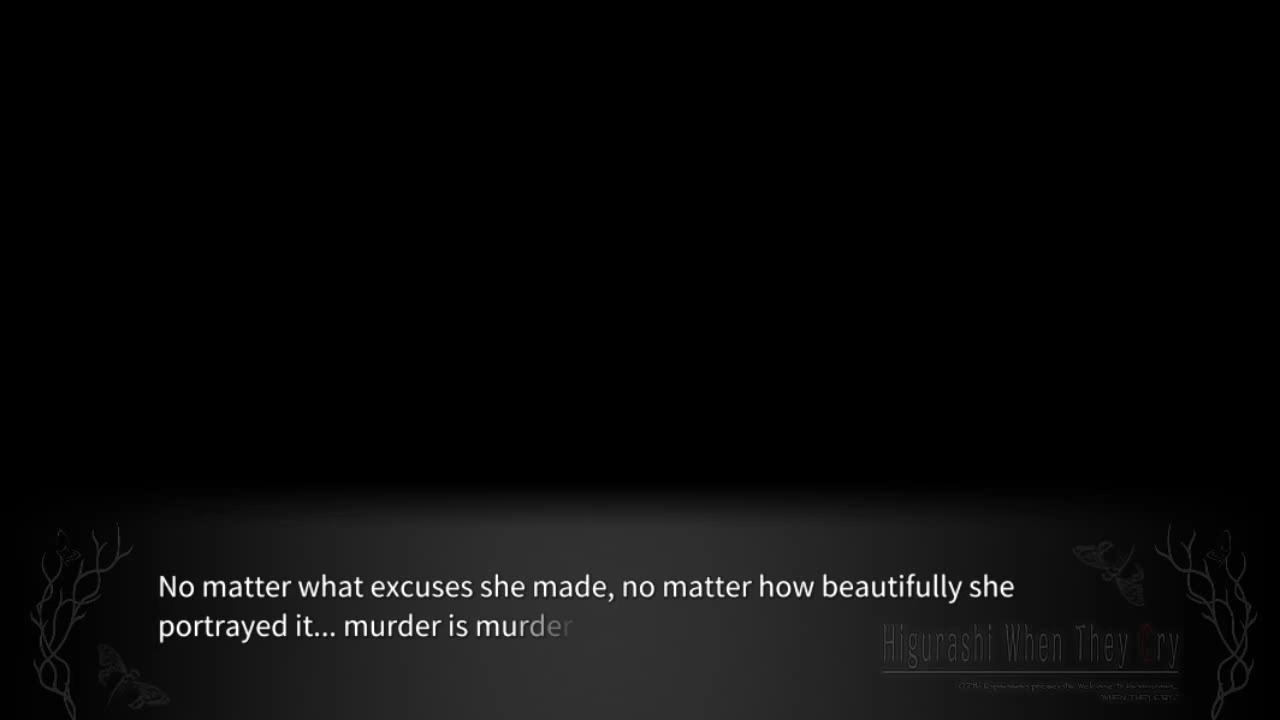 No matter what excuses she made, no matter how beautifully she
portrayed it... murder is murder
Higurashi When They Cry